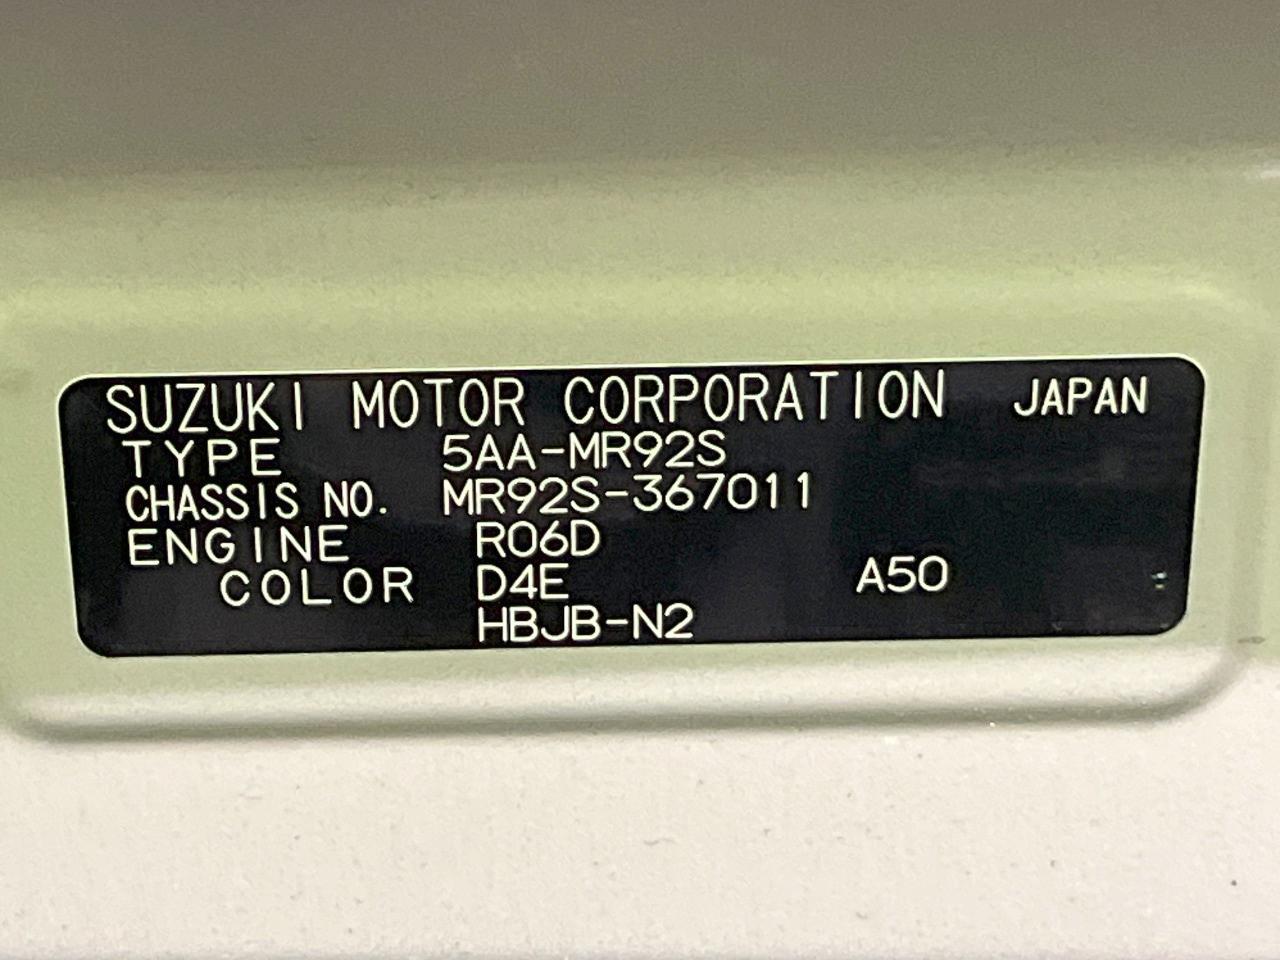 SUZUKI MOTOR CORPORATION JAPAN
TYPE 5AA-MR92S
CHASSIS NO. MR92S-367011
ENGINE R06D
COLOR D4E A50
HBJB-N2